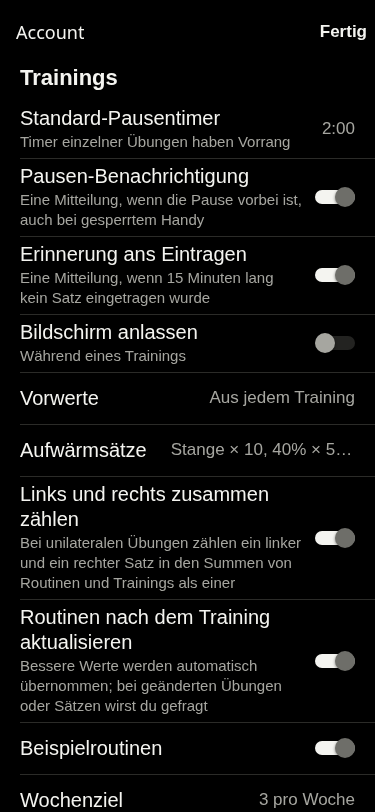 Account
Fertig
Trainings
Standard-Pausentimer
2:00
Timer einzelner Übungen haben Vorrang
Pausen-Benachrichtigung
Eine Mitteilung, wenn die Pause vorbei ist,
auch bei gesperrtem Handy
Erinnerung ans Eintragen
Eine Mitteilung, wenn 15 Minuten lang
kein Satz eingetragen wurde
Bildschirm anlassen
Während eines Trainings
Vorwerte
Aus jedem Training
Aufwärmsätze
Stange × 10, 40% × 5…
Links und rechts zusammen
zählen
Bei unilateralen Übungen zählen ein linker
und ein rechter Satz in den Summen von
Routinen und Trainings als einer
Routinen nach dem Training
aktualisieren
Bessere Werte werden automatisch
übernommen; bei geänderten Übungen
oder Sätzen wirst du gefragt
Beispielroutinen
Wochenziel
3 pro Woche